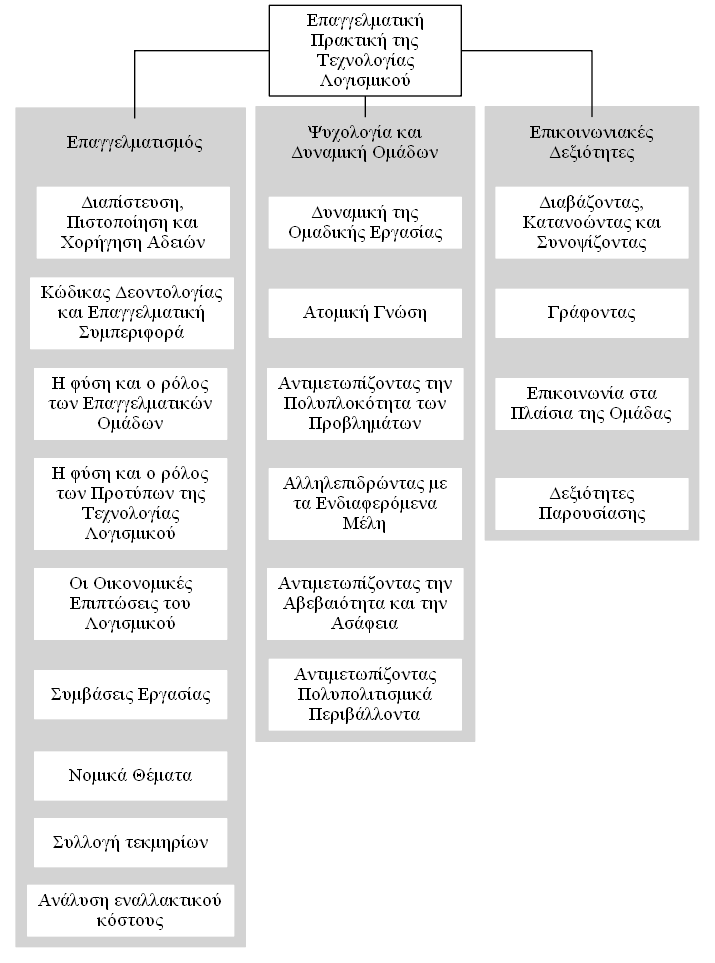 Επαγγελματική
Πρακτική της
Τεχνολογίας
Λογισμικού
Επαγγελματισμός
Διαπίστευση,
Πιστοποίηση και
Χορήγηση Αδειών
Κώδικας Δεοντολογίας
και Επαγγελματική
Συμπεριφορά
Η φύση και ο ρόλος
των Επαγγελματικών
Ομάδων
Η φύση και ο ρόλος
των Προτύπων της
Τεχνολογίας
Λογισμικού
Οι Οικονομικές
Επιπτώσεις του
Λογισμικού
Συμβάσεις Εργασίας
Νομικά Θέματα
Συλλογή τεκμηρίων
Ανάλυση εναλλακτικού
κόστους
Ψυχολογία και
Δυναμική Ομάδων
Δυναμική της
Ομαδικής Εργασίας
Ατομική Γνώση
Αντιμετωπίζοντας την
Πολυπλοκότητα των
Προβλημάτων
Αλληλεπιδρώντας με
τα Ενδιαφερόμενα
Μέλη
Αντιμετωπίζοντας την
Αβεβαιότητα και την
Ασάφεια
Αντιμετωπίζοντας
Πολυπολιτισμικά
Περιβάλλοντα
Επικοινωνιακές
Δεξιότητες
Διαβάζοντας,
Κατανοώντας και
Συνοψίζοντας
Γράφοντας
Επικοινωνία στα
Πλαίσια της Ομάδας
Δεξιότητες
Παρουσίασης